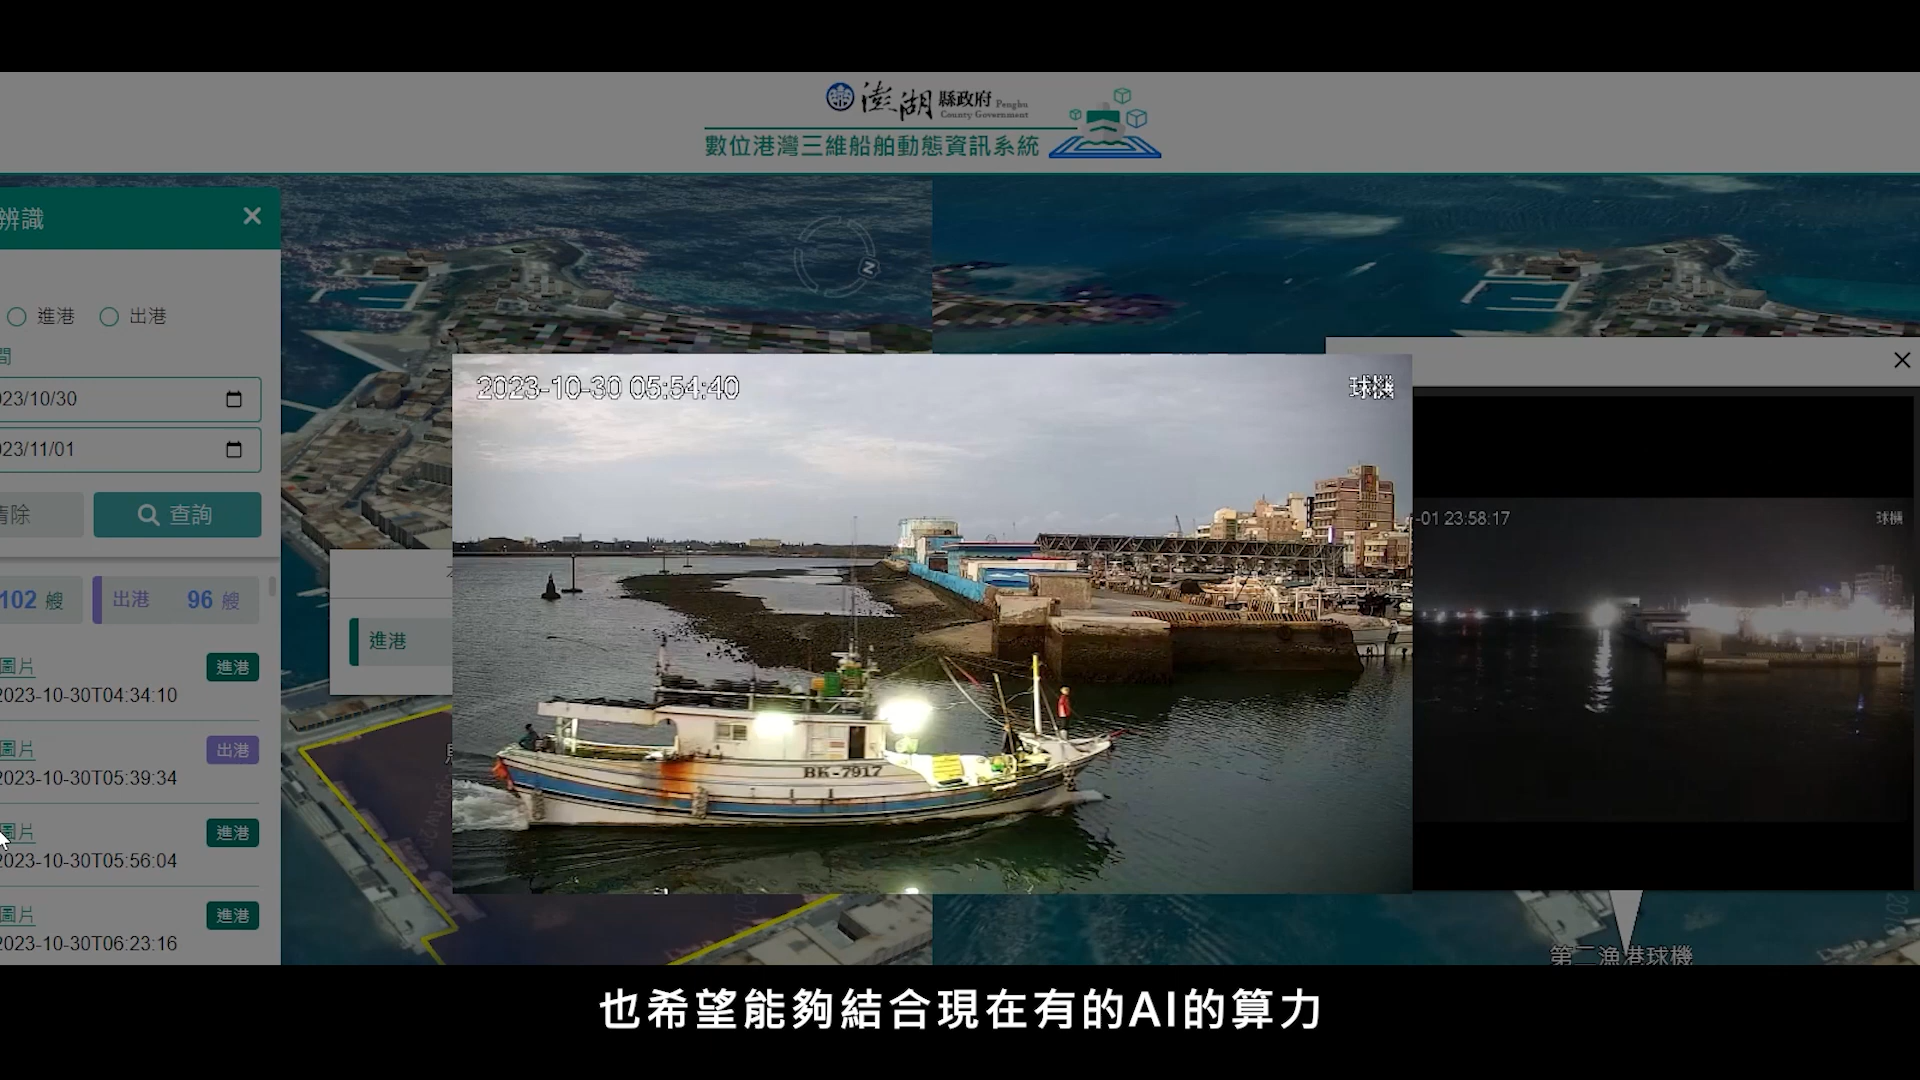 澎湖縣政府 Penghu County Government
數位港灣三維船舶動態資訊系統
辨識
進港 出港
間
023/10/30
023/11/01
清除 查詢
102 艘 出港 96 艘
圖片 進港
2023-10-30T04:34:10
圖片 出港
2023-10-30T05:39:34
圖片 進港
2023-10-30T05:56:04
圖片 進港
2023-10-30T06:23:16
進港
2023-10-30 05:54:40 球機
BK-7917
-01 23:58:17 球機
第二漁港球機
N
也希望能夠結合現在有的AI的算力